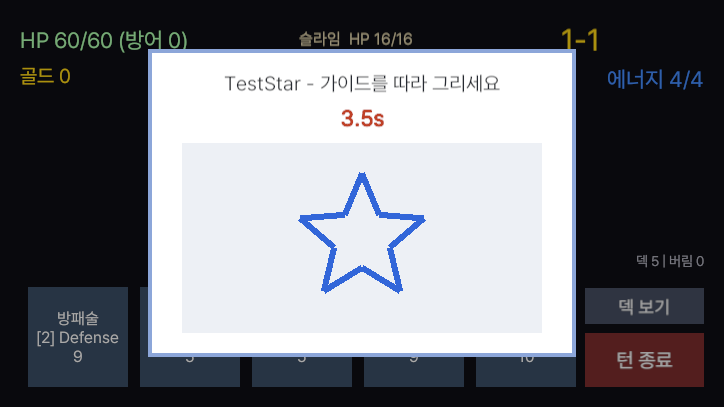 HP 60/60 (방어 0)
슬라임 HP 16/16
1-1
골드 0
에너지 4/4
TestStar - 가이드를 따라 그리세요
3.5s
덱 5 | 버림 0
방패술
[2] Defense
9
덱 보기
턴 종료